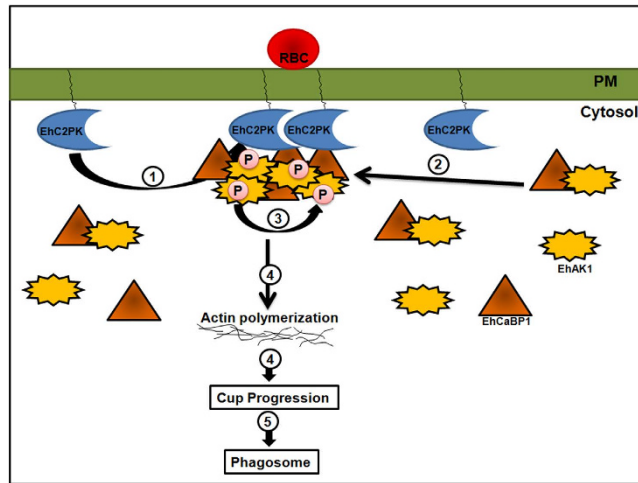 RBC
PM
Cytosol
EhC2PK
EhC2PK
EhC2PK
EhC2PK
1
2
P
P
P
P
3
EhAK1
EhCaBP1
4
Actin polymerization
4
Cup Progression
5
Phagosome